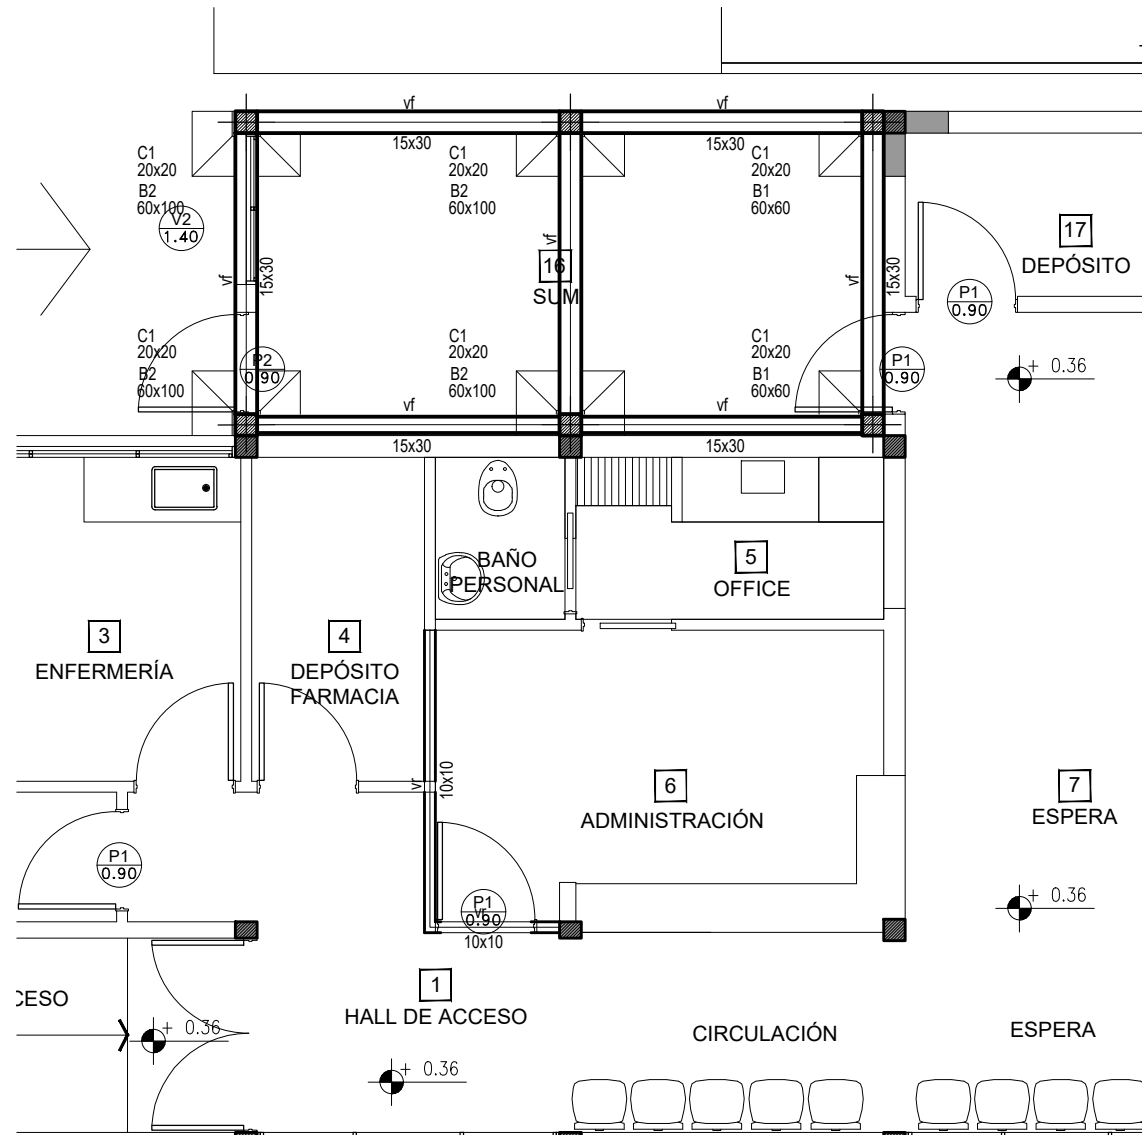 vf
vf
15x30
15x30
C1
20x20
B2
60x100
C1
20x20
B2
60x100
C1
20x20
B1
60x60
V2
1.40
vf
15x30
vf
16
SUM
vf
15x30
17
DEPÓSITO
P1
0.90
C1
20x20
B2
60x100
C1
20x20
B2
60x100
C1
20x20
B1
60x60
P2
0.90
P1
0.90
+ 0.36
vf
vf
15x30
15x30
BAÑO
PERSONAL
5
OFFICE
3
ENFERMERÍA
4
DEPÓSITO
FARMACIA
vr
10x10
6
ADMINISTRACIÓN
7
ESPERA
P1
0.90
P1
vr
0.90
10x10
+ 0.36
CESO
+ 0.36
1
HALL DE ACCESO
+ 0.36
CIRCULACIÓN
ESPERA